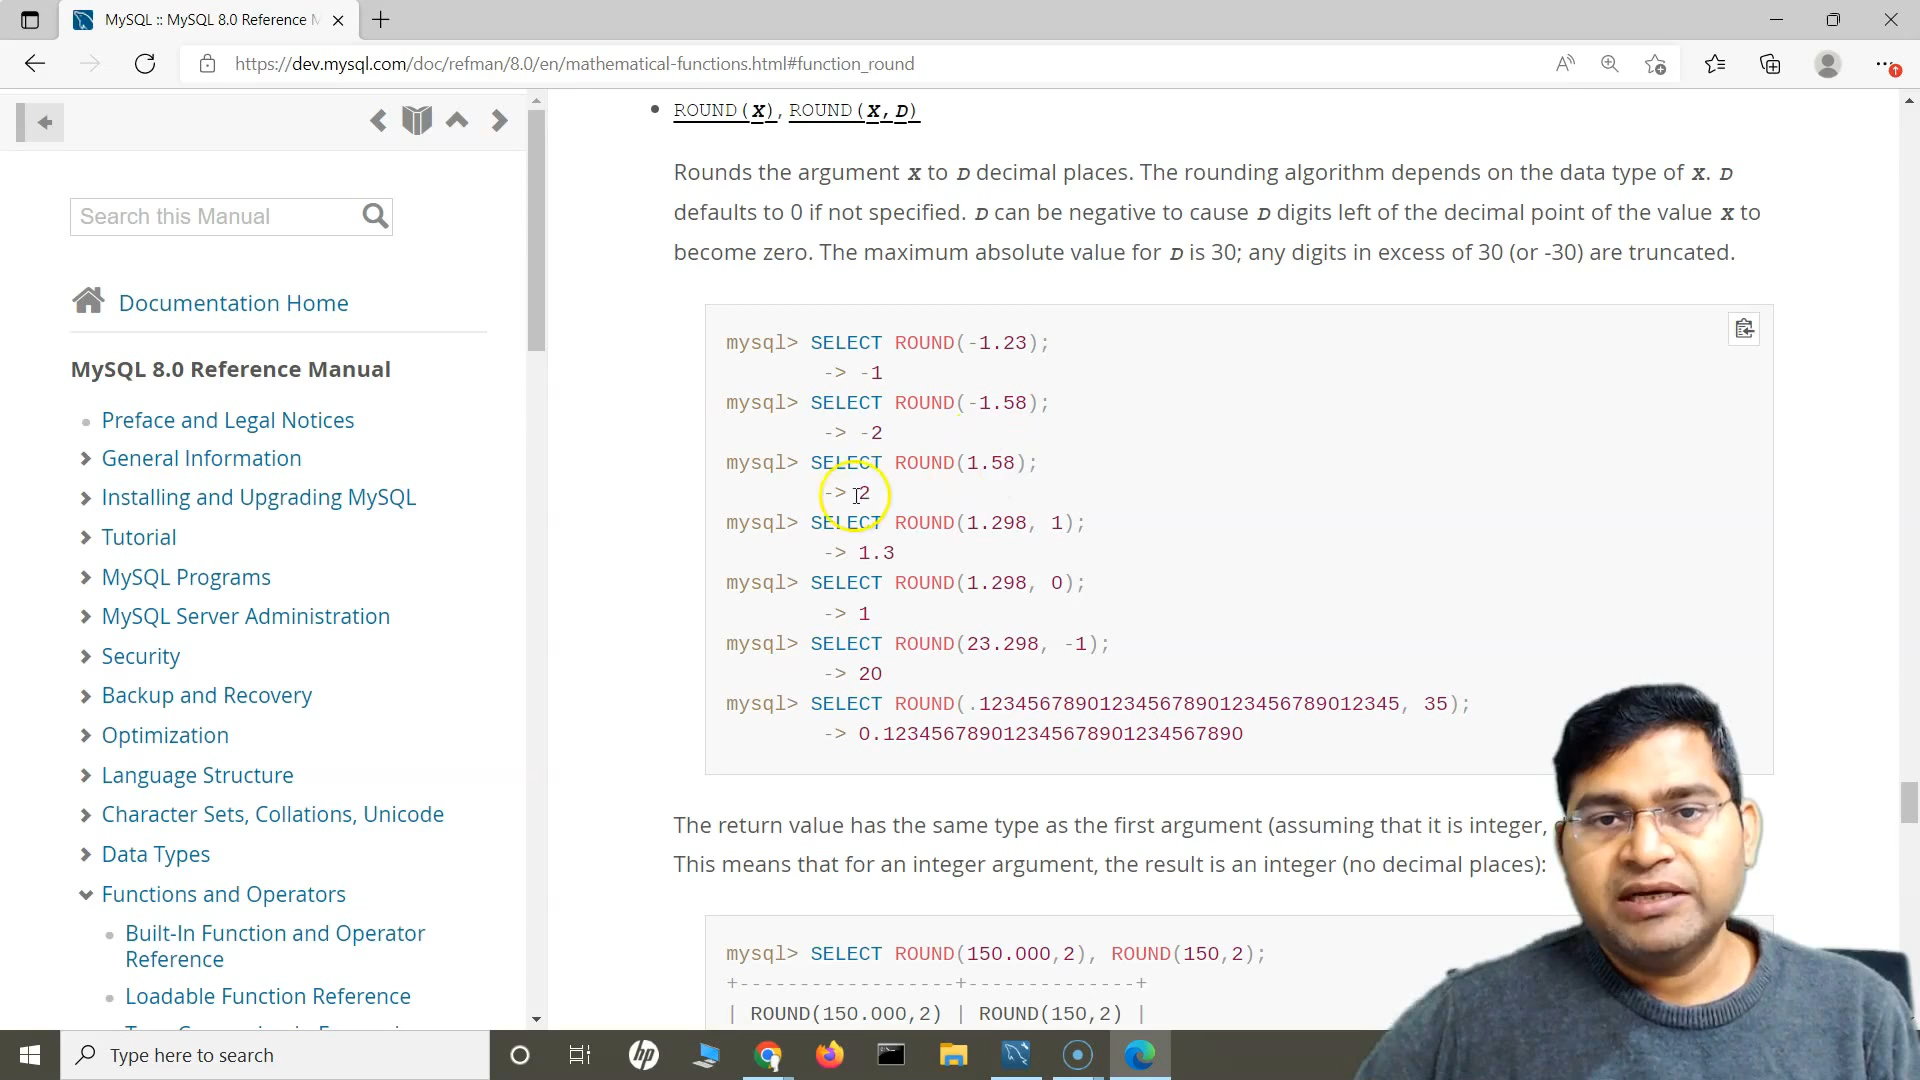 MySQL :: MySQL 8.0 Reference M
https://dev.mysql.com/doc/refman/8.0/en/mathematical-functions.html#function_round
Search this Manual
Documentation Home
MySQL 8.0 Reference Manual
Preface and Legal Notices
General Information
Installing and Upgrading MySQL
Tutorial
MySQL Programs
MySQL Server Administration
Security
Backup and Recovery
Optimization
Language Structure
Character Sets, Collations, Unicode
Data Types
Functions and Operators
Built-In Function and Operator
Reference
Loadable Function Reference
ROUND(X), ROUND(X,D)
Rounds the argument X to D decimal places. The rounding algorithm depends on the data type of X. D
defaults to 0 if not specified. D can be negative to cause D digits left of the decimal point of the value X to
become zero. The maximum absolute value for D is 30; any digits in excess of 30 (or -30) are truncated.
mysql> SELECT ROUND(-1.23);
-> -1
mysql> SELECT ROUND(-1.58);
-> -2
mysql> SELECT ROUND(1.58);
-> 2
mysql> SELECT ROUND(1.298, 1);
-> 1.3
mysql> SELECT ROUND(1.298, 0);
-> 1
mysql> SELECT ROUND(23.298, -1);
-> 20
mysql> SELECT ROUND(.12345678901234567890123456789012345, 35);
-> 0.123456789012345678901234567890
The return value has the same type as the first argument (assuming that it is integer,
This means that for an integer argument, the result is an integer (no decimal places):
mysql> SELECT ROUND(150.000,2), ROUND(150,2);
+------------------+--------------+
| ROUND(150.000,2) | ROUND(150,2) |
Type here to search
hp